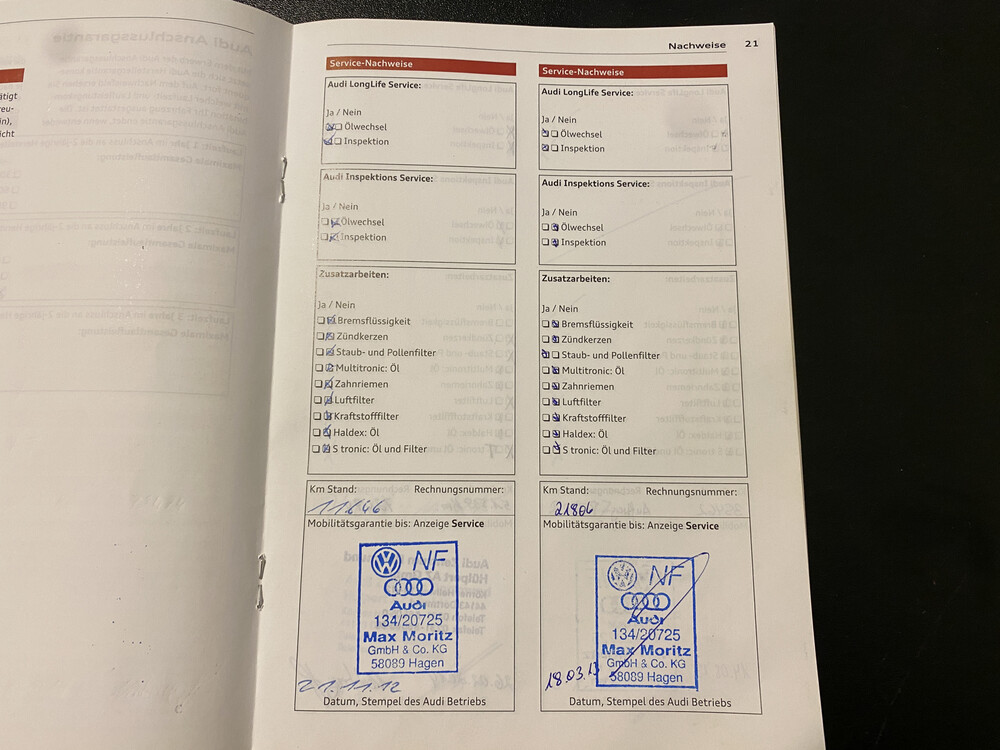 Nachweise 21
Service-Nachweise
Audi LongLife Service:
Ja / Nein
Ölwechsel
Inspektion
Audi Inspektions Service:
Ja / Nein
Ölwechsel
Inspektion
Zusatzarbeiten:
Ja / Nein
Bremsflüssigkeit
Zündkerzen
Staub- und Pollenfilter
Multitronic: Öl
Zahnriemen
Luftfilter
Kraftstofffilter
Haldex: Öl
S tronic: Öl und Filter
Km Stand: Rechnungsnummer:
Mobilitätsgarantie bis: Anzeige Service
NF
Audi
134/20725
Max Moritz
GmbH & Co. KG
58089 Hagen
21.11.12
Datum, Stempel des Audi Betriebs
Service-Nachweise
Audi LongLife Service:
Ja / Nein
Ölwechsel
Inspektion
Audi Inspektions Service:
Ja / Nein
Ölwechsel
Inspektion
Zusatzarbeiten:
Ja / Nein
Bremsflüssigkeit
Zündkerzen
Staub- und Pollenfilter
Multitronic: Öl
Zahnriemen
Luftfilter
Kraftstofffilter
Haldex: Öl
S tronic: Öl und Filter
Km Stand: Rechnungsnummer:
21806
Mobilitätsgarantie bis: Anzeige Service
NF
Audi
134/20725
Max Moritz
GmbH & Co. KG
58089 Hagen
18.03.13
Datum, Stempel des Audi Betriebs